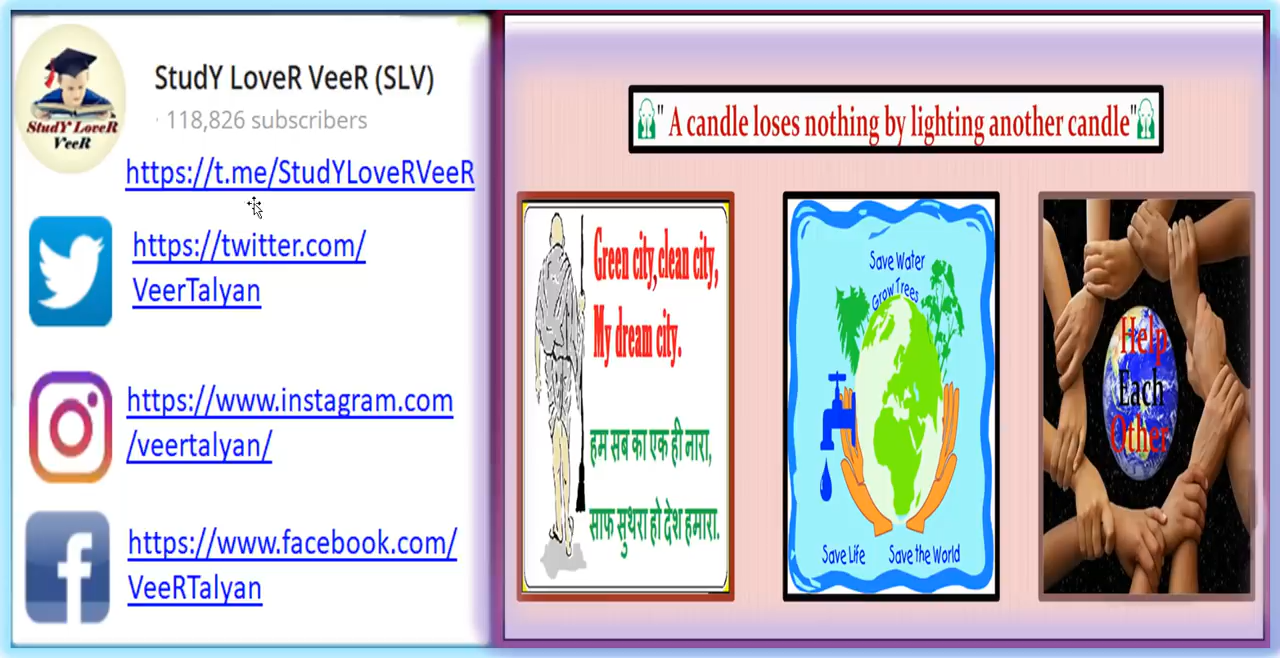 StudY LoveR VeeR (SLV)
· 118,826 subscribers
StudY LoveR
VeeR
https://t.me/StudYLoveRVeeR
https://twitter.com/
VeerTalyan
https://www.instagram.com
/veertalyan/
https://www.facebook.com/
VeeRTalyan
" A candle loses nothing by lighting another candle"
Green city, clean city,
My dream city.
हम सब का एक ही नारा,
साफ सुथरा हो देश हमारा.
Save Water
Grow Trees
Save Life Save the World
Help
Each
Other